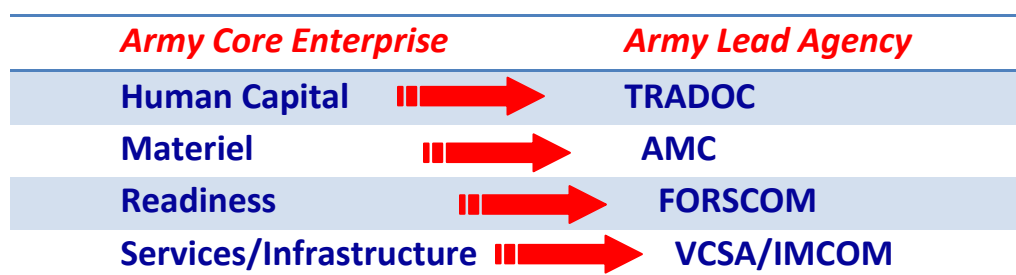 Army Core Enterprise Army Lead Agency
Human Capital TRADOC
Materiel AMC
Readiness FORSCOM
Services/Infrastructure VCSA/IMCOM